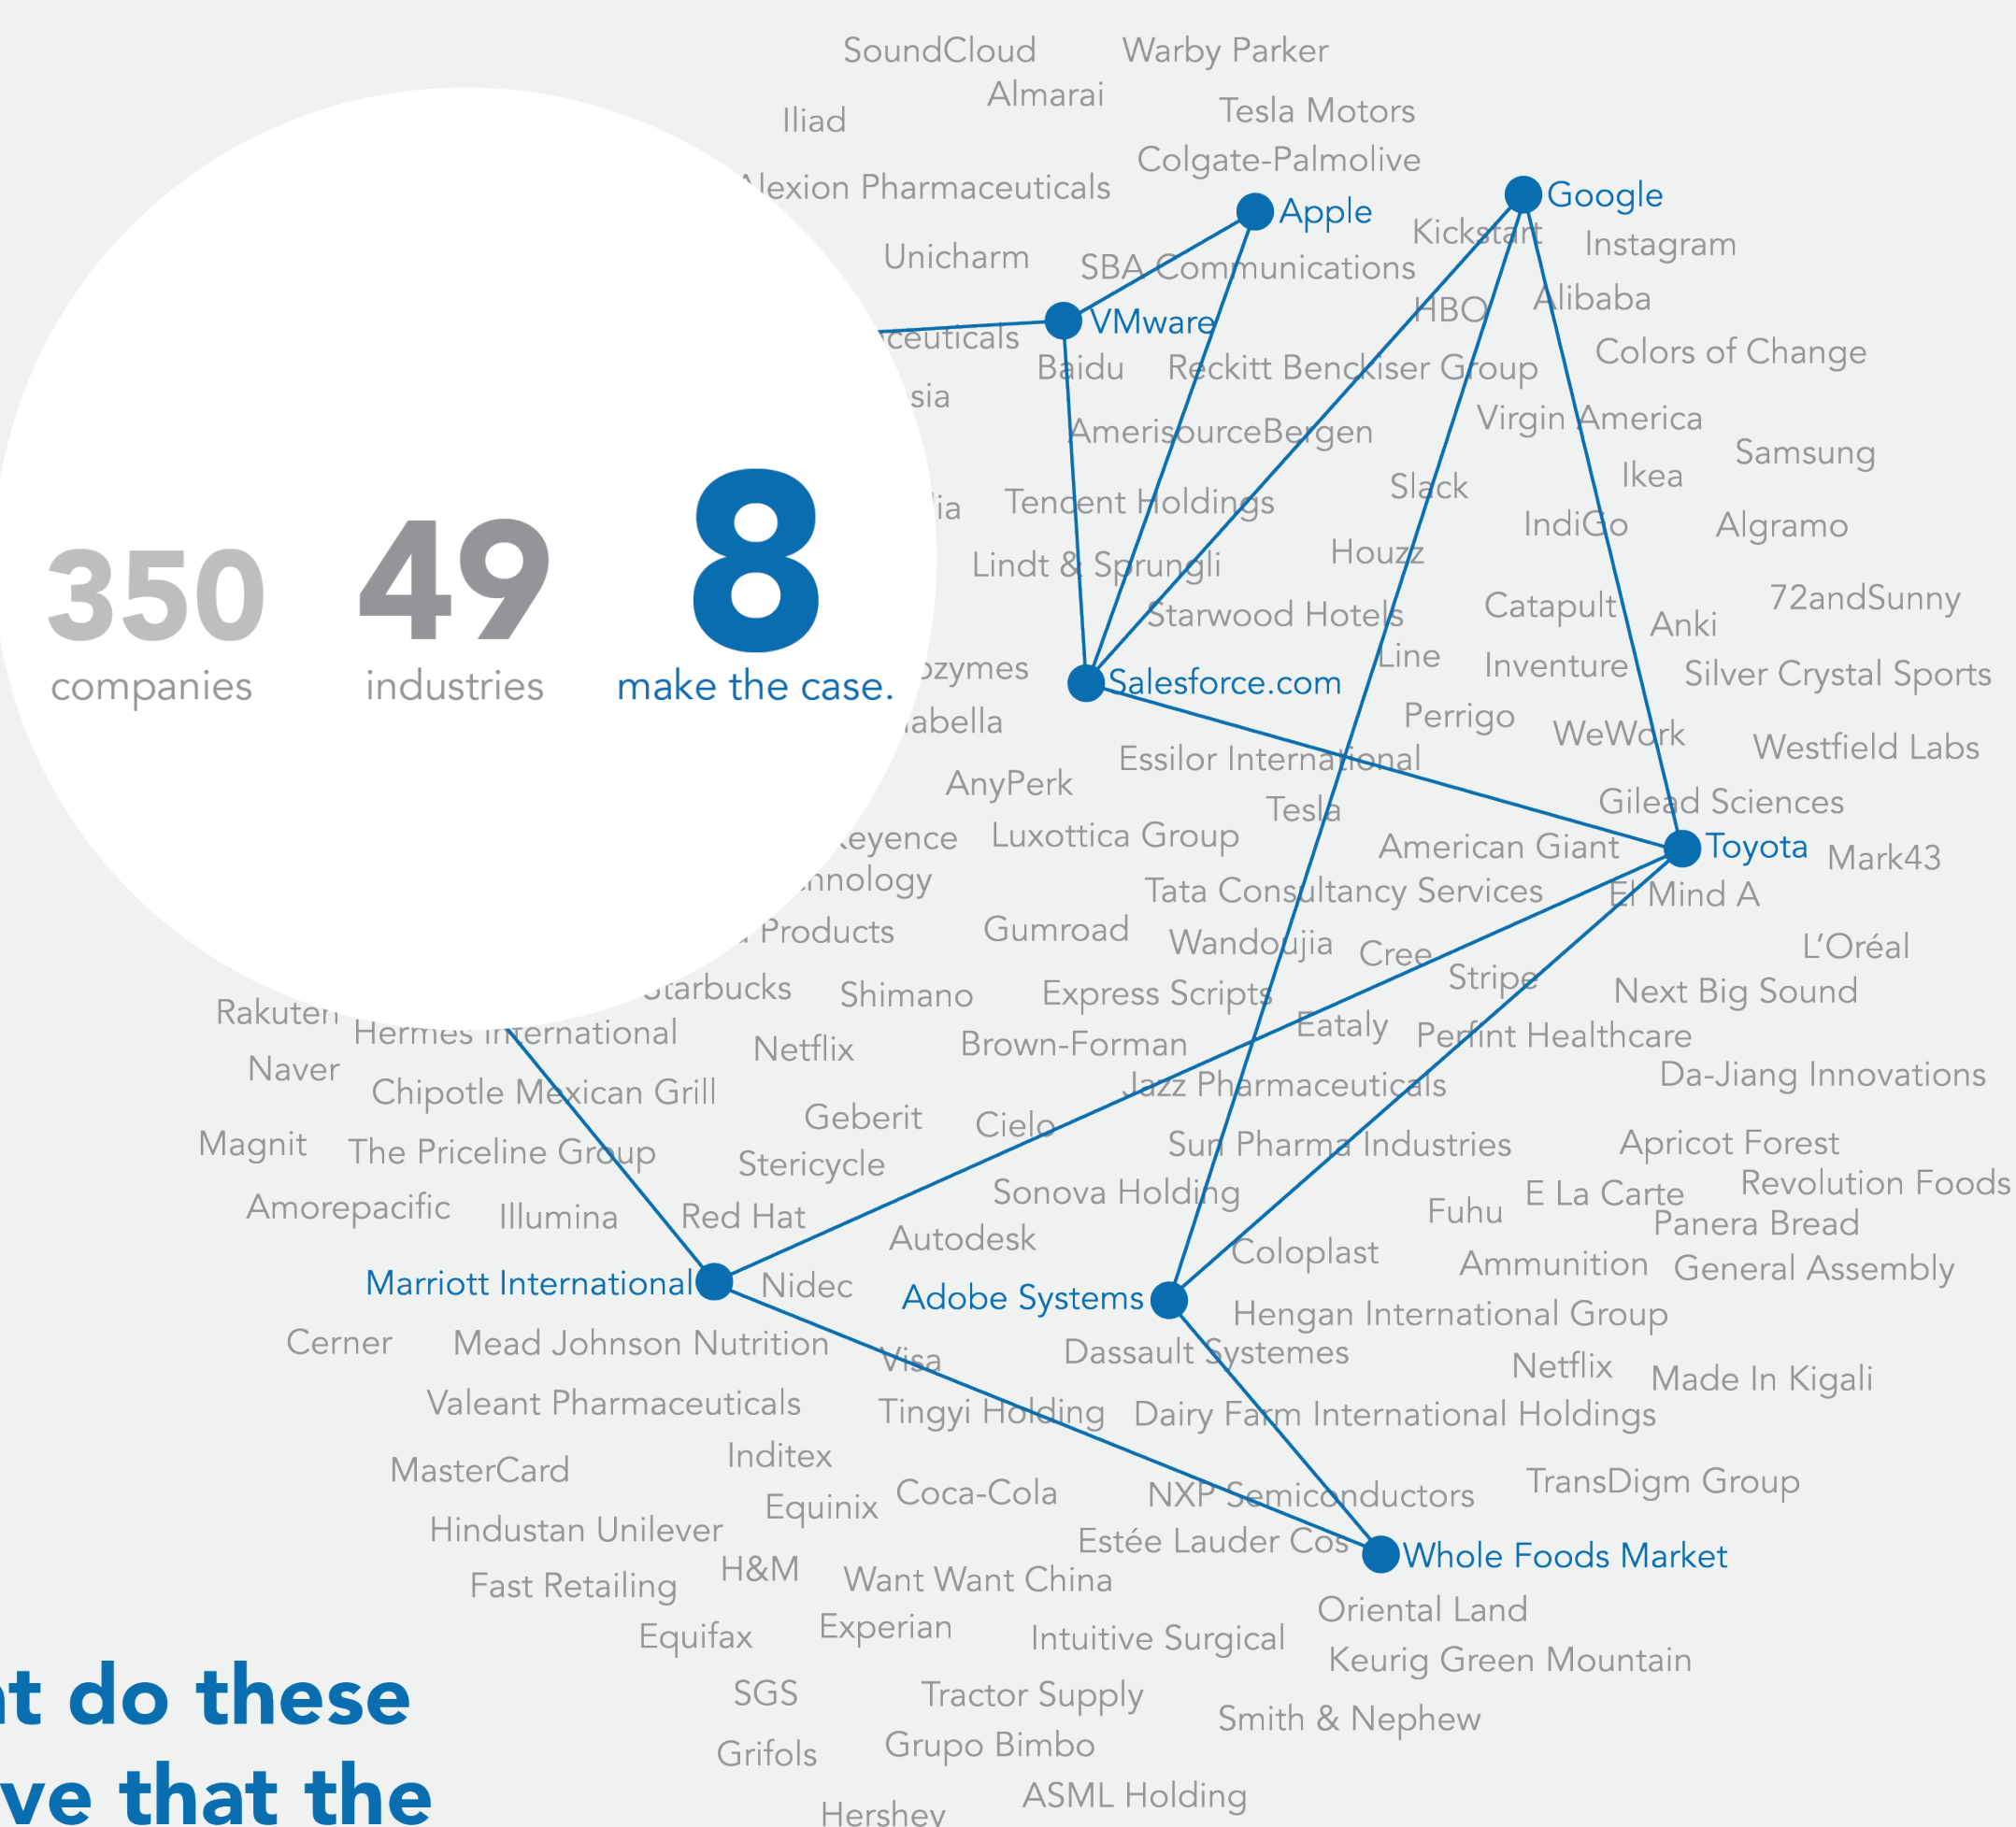 SoundCloud
Warby Parker
Almarai
Iliad
Tesla Motors
Colgate-Palmolive
Pharmaceuticals
Apple
Google
Kickstart
Instagram
Unicharm
SBA Communications
HBO
Alibaba
VMware
Colors of Change
Baidu
Reckitt Benckiser Group
Virgin America
AmerisourceBergen
Samsung
Ikea
Slack
Tencent Holdings
IndiGo
Algramo
Houzz
Lindt & Sprungli
350
49
8
companies
industries
make the case.
Starwood Hotels
Catapult
72andSunny
Anki
Line
Inventure
Silver Crystal Sports
Salesforce.com
Perrigo
WeWork
Westfield Labs
Essilor International
AnyPerk
Gilead Sciences
Tesla
Luxottica Group
American Giant
Toyota
Mark43
Tata Consultancy Services
El Mind A
Products
Gumroad
Wandoujia
Cree
L'Oréal
Stripe
Starbucks
Shimano
Express Scripts
Next Big Sound
Rakuten
Hermes International
Netflix
Brown-Forman
Eataly
Perfint Healthcare
Naver
Chipotle Mexican Grill
Jazz Pharmaceuticals
Da-Jiang Innovations
Geberit
Cielo
Magnit
The Priceline Group
Stericycle
Sun Pharma Industries
Apricot Forest
Sonova Holding
E La Carte
Revolution Foods
Amorepacific
Illumina
Red Hat
Fuhu
Panera Bread
Autodesk
Coloplast
Ammunition
General Assembly
Marriott International
Nidec
Adobe Systems
Hengan International Group
Cerner
Mead Johnson Nutrition
Visa
Dassault Systemes
Netflix
Made In Kigali
Valeant Pharmaceuticals
Tingyi Holding
Dairy Farm International Holdings
MasterCard
Inditex
Coca-Cola
NXP Semiconductors
TransDigm Group
Equinix
Hindustan Unilever
Estée Lauder Cos
Whole Foods Market
H&M
Fast Retailing
Want Want China
Oriental Land
Equifax
Experian
Intuitive Surgical
Keurig Green Mountain
SGS
Tractor Supply
Smith & Nephew
Grifols
Grupo Bimbo
ASML Holding
Hershey
do these
that the